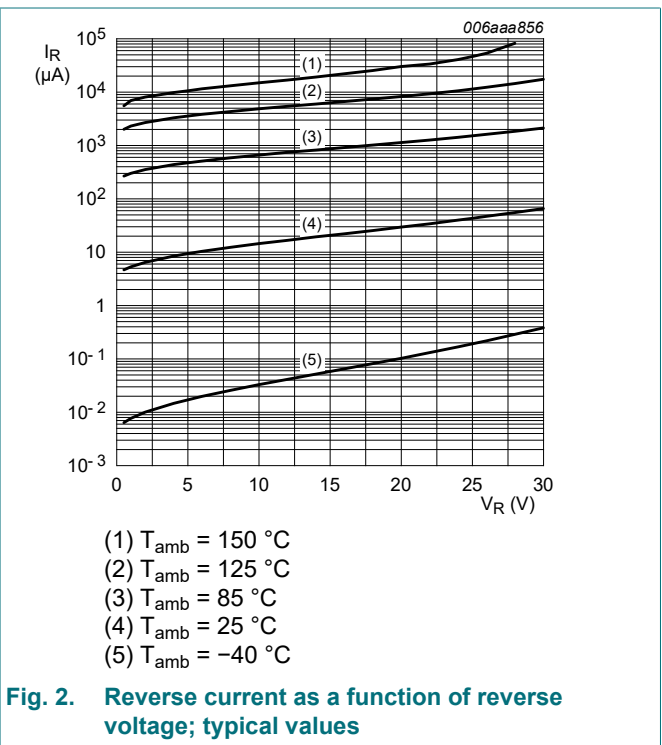 006aaa856
I_R
(µA)
10^5
10^4
10^3
10^2
10
1
10^-1
10^-2
10^-3
(1)
(2)
(3)
(4)
(5)
0 5 10 15 20 25 30
V_R (V)
(1) T_amb = 150 °C
(2) T_amb = 125 °C
(3) T_amb = 85 °C
(4) T_amb = 25 °C
(5) T_amb = −40 °C
Fig. 2. Reverse current as a function of reverse
voltage; typical values